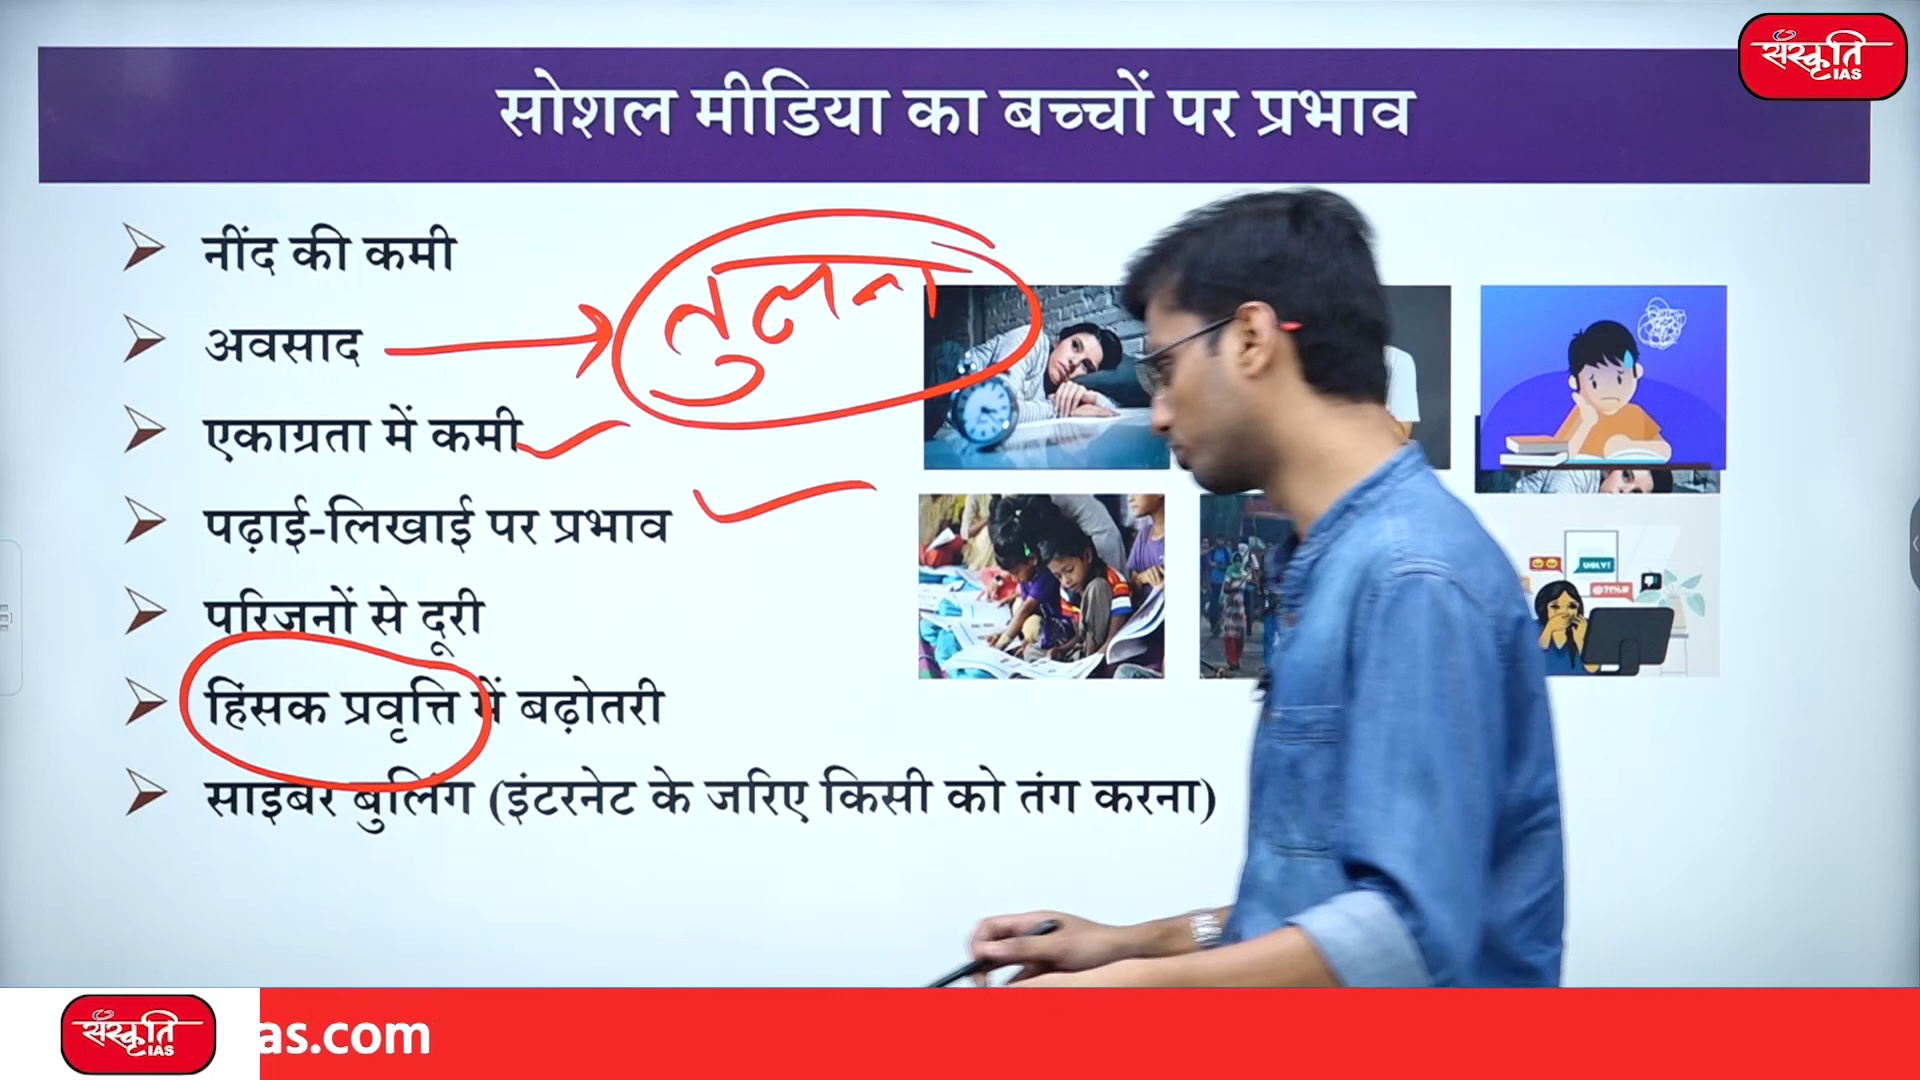 सोशल मीडिया का बच्चों पर प्रभाव
संस्कृति
IAS
नींद की कमी
अवसाद
तुलना
एकाग्रता में कमी
पढ़ाई-लिखाई पर प्रभाव
परिजनों से दूरी
हिंसक प्रवृत्ति में बढ़ोतरी
साइबर बुलिंग (इंटरनेट के जरिए किसी को तंग करना)
UGLY!
@?!%#
संस्कृति
IAS
as.com